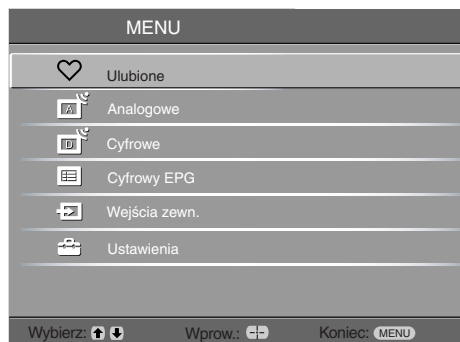 MENU
Ulubione
A Analogowe
D Cyfrowe
Cyfrowy EPG
Wejścia zewn.
Ustawienia
Wybierz: Wprow.: Koniec: MENU